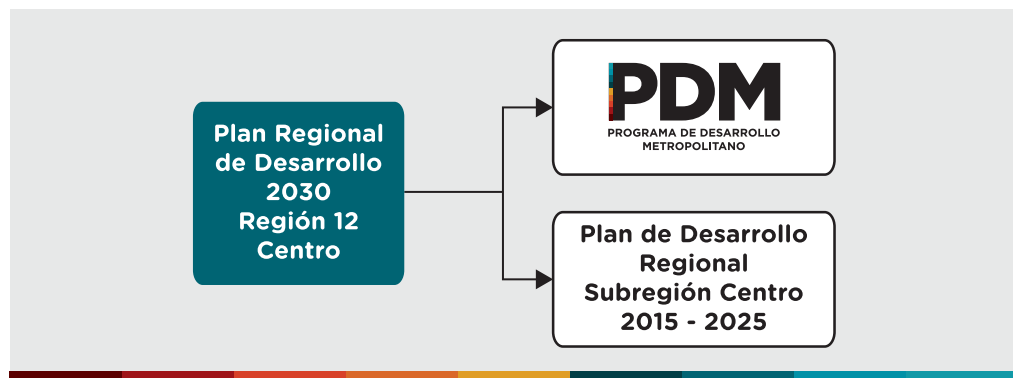 Plan Regional
de Desarrollo
2030
Región 12
Centro
PDM
PROGRAMA DE DESARROLLO
METROPOLITANO
Plan de Desarrollo
Regional
Subregión Centro
2015 - 2025